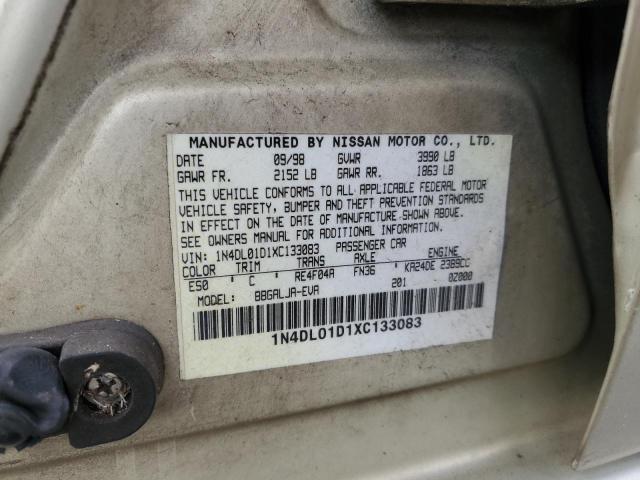 MANUFACTURED BY NISSAN MOTOR CO., LTD.
DATE 09/98 GVWR 3990 LB
GAWR FR. 2152 LB GAWR RR. 1863 LB
THIS VEHICLE CONFORMS TO ALL APPLICABLE FEDERAL MOTOR
VEHICLE SAFETY, BUMPER AND THEFT PREVENTION STANDARDS
IN EFFECT ON THE DATE OF MANUFACTURE SHOWN ABOVE.
SEE OWNERS MANUAL FOR ADDITIONAL INFORMATION.
VIN: 1N4DL01D1XC133083 PASSENGER CAR
COLOR TRIM TRANS AXLE ENGINE
ES0 C RE4F04A FN36 KA24DE 2389CC
MODEL: BBGALJA-EVA 201 0Z000
1N4DL01D1XC133083